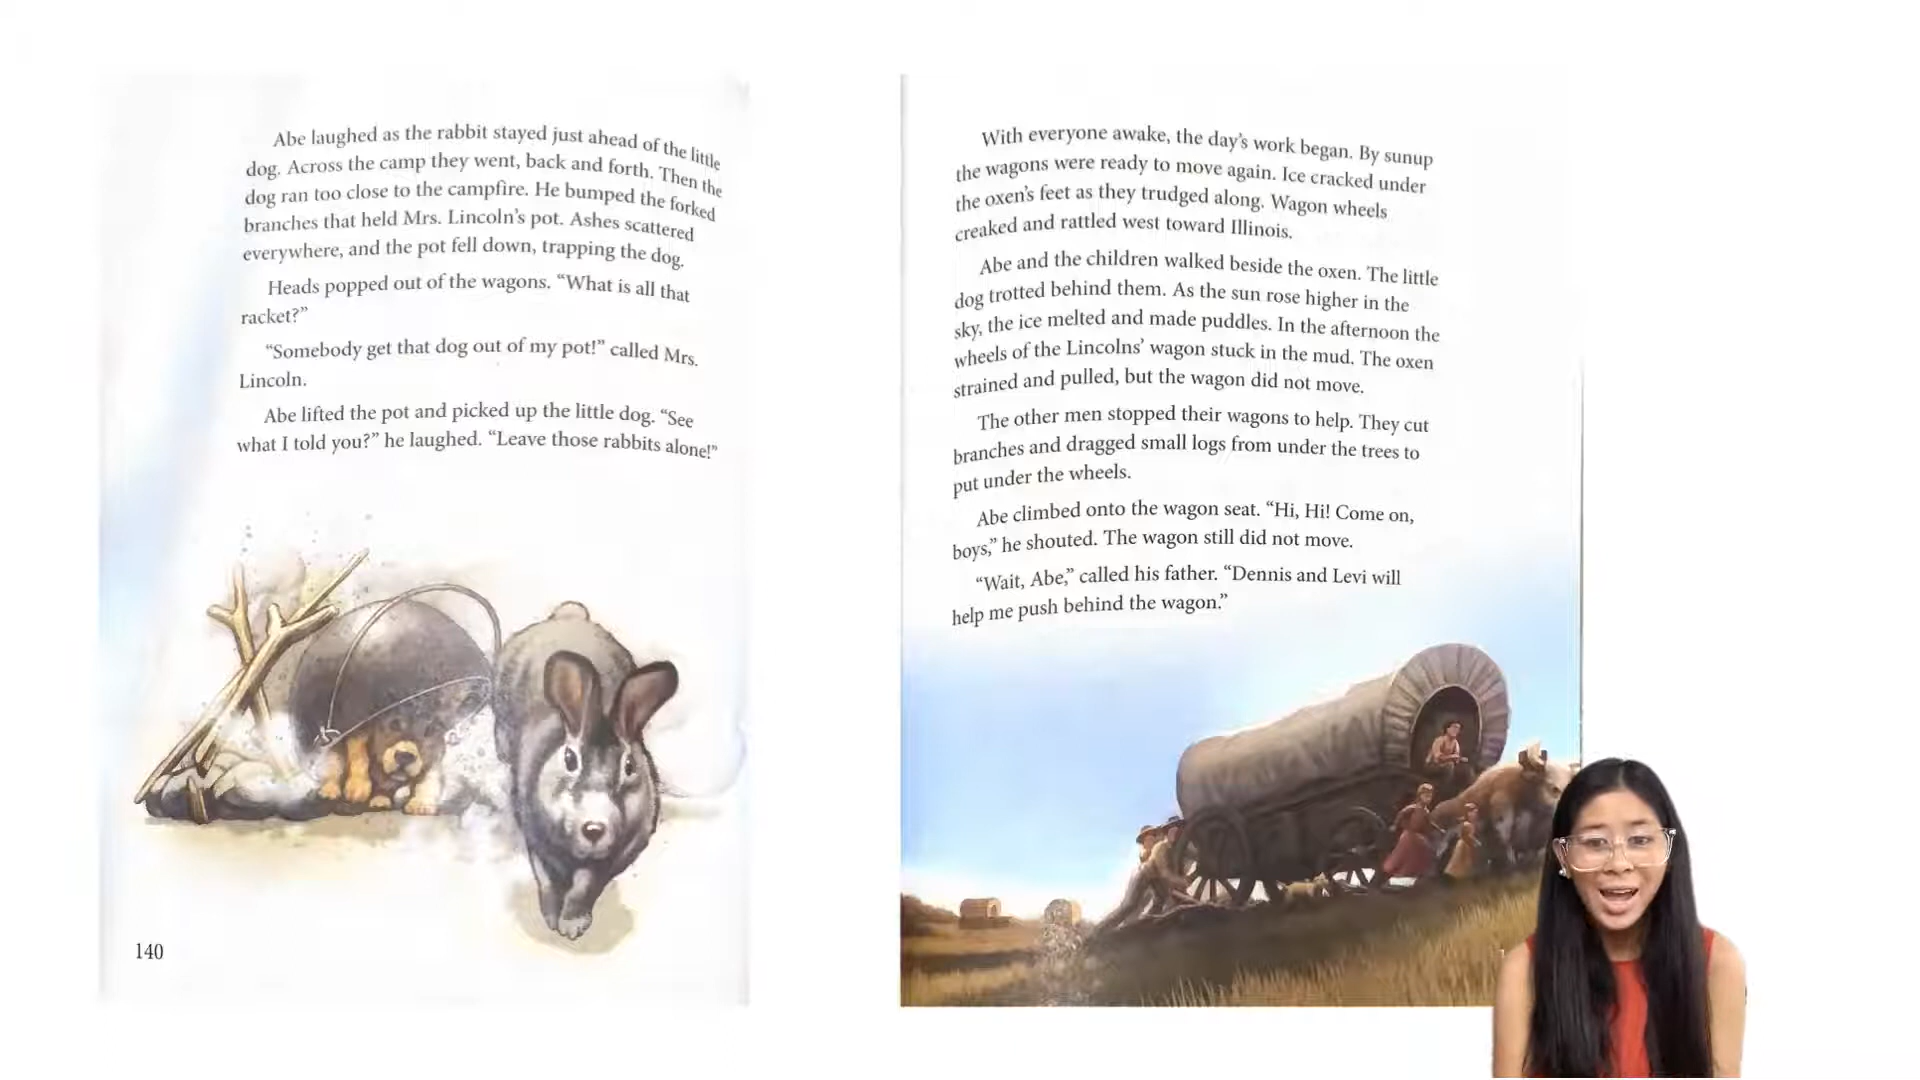 Abe laughed as the rabbit stayed just ahead of the little
dog. Across the camp they went, back and forth. Then the
dog ran too close to the campfire. He bumped the forked
branches that held Mrs. Lincoln's pot. Ashes scattered
everywhere, and the pot fell down, trapping the dog.
Heads popped out of the wagons. “What is all that
racket?”
“Somebody get that dog out of my pot!” called Mrs.
Lincoln.
Abe lifted the pot and picked up the little dog. “See
what I told you?” he laughed. “Leave those rabbits alone!”
140
With everyone awake, the day's work began. By sunup
the wagons were ready to move again. Ice cracked under
the oxen's feet as they trudged along. Wagon wheels
creaked and rattled west toward Illinois.
Abe and the children walked beside the oxen. The little
dog trotted behind them. As the sun rose higher in the
sky, the ice melted and made puddles. In the afternoon the
wheels of the Lincolns' wagon stuck in the mud. The oxen
strained and pulled, but the wagon did not move.
The other men stopped their wagons to help. They cut
branches and dragged small logs from under the trees to
put under the wheels.
Abe climbed onto the wagon seat. “Hi, Hi! Come on,
boys,” he shouted. The wagon still did not move.
“Wait, Abe,” called his father. “Dennis and Levi will
help me push behind the wagon.”